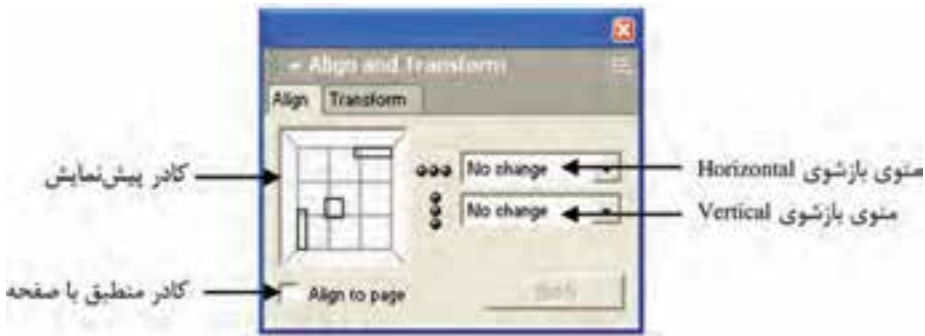 Align and Transform
Align Transform
No change
منوی بازشوی Horizontal
کادر پیش‌نمایش
No change
منوی بازشوی Vertical
Align to page
کادر منطبق با صفحه